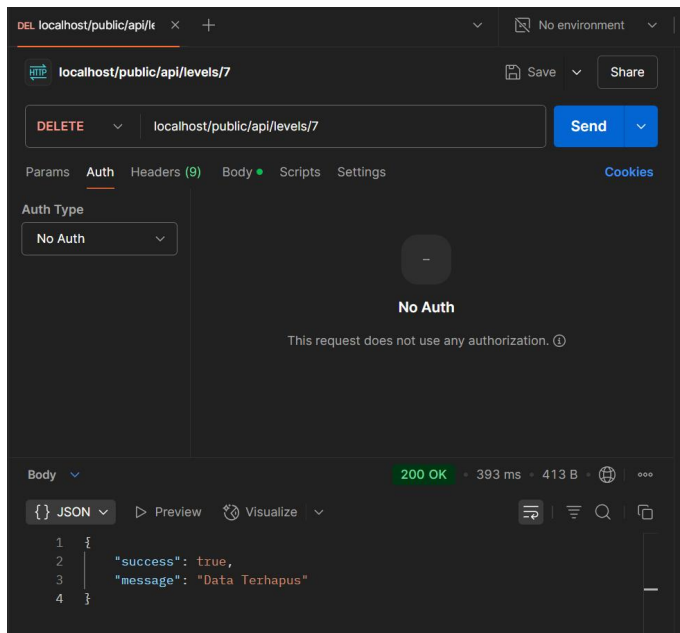 DEL localhost/public/api/le
No environment
HTTP localhost/public/api/levels/7
Save
Share
DELETE localhost/public/api/levels/7
Send
Params Auth Headers (9) Body Scripts Settings Cookies
Auth Type
No Auth
No Auth
This request does not use any authorization.
Body 200 OK 393 ms 413 B
{} JSON Preview Visualize
1 {
2 "success": true,
3 "message": "Data Terhapus"
4 }